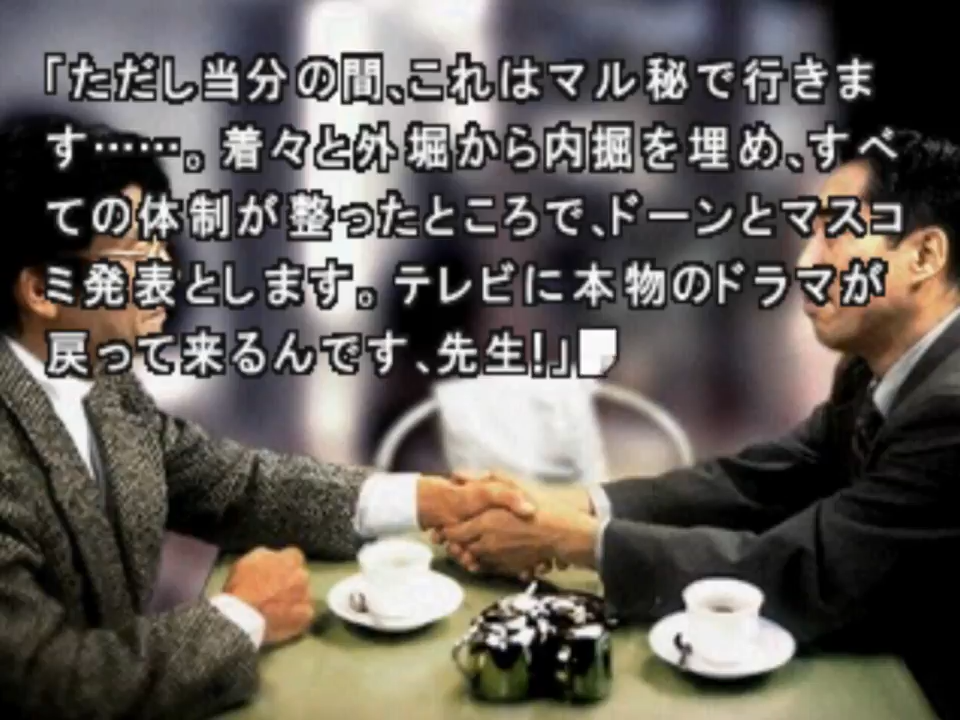 「ただし当分の間､これはマル秘で行きま
す……。着々と外堀から内掘を埋め､すべ
ての体制が整ったところで､ドーンとマスコ
ミ発表とします。テレビに本物のドラマが
戻って来るんです､先生!」